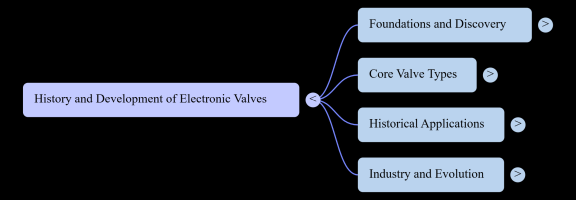 Foundations and Discovery >
Core Valve Types >
History and Development of Electronic Valves <
Historical Applications >
Industry and Evolution >